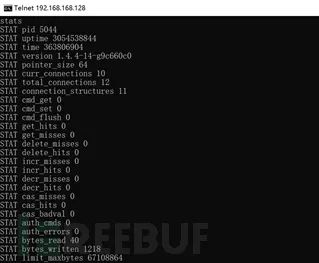 Telnet 192.168.168.128
stats
STAT pid 5044
STAT uptime 3054538844
STAT time 363806904
STAT version 1.4.4-14-g9c660c0
STAT pointer_size 64
STAT curr_connections 10
STAT total_connections 12
STAT connection_structures 11
STAT cmd_get 0
STAT cmd_set 0
STAT cmd_flush 0
STAT get_hits 0
STAT get_misses 0
STAT delete_misses 0
STAT delete_hits 0
STAT incr_misses 0
STAT incr_hits 0
STAT decr_misses 0
STAT decr_hits 0
STAT cas_misses 0
STAT cas_hits 0
STAT cas_badval 0
STAT auth_cmds 0
STAT auth_errors 0
STAT bytes_read 40
STAT bytes_written 1218
STAT limit_maxbytes 67108864
REEBUF